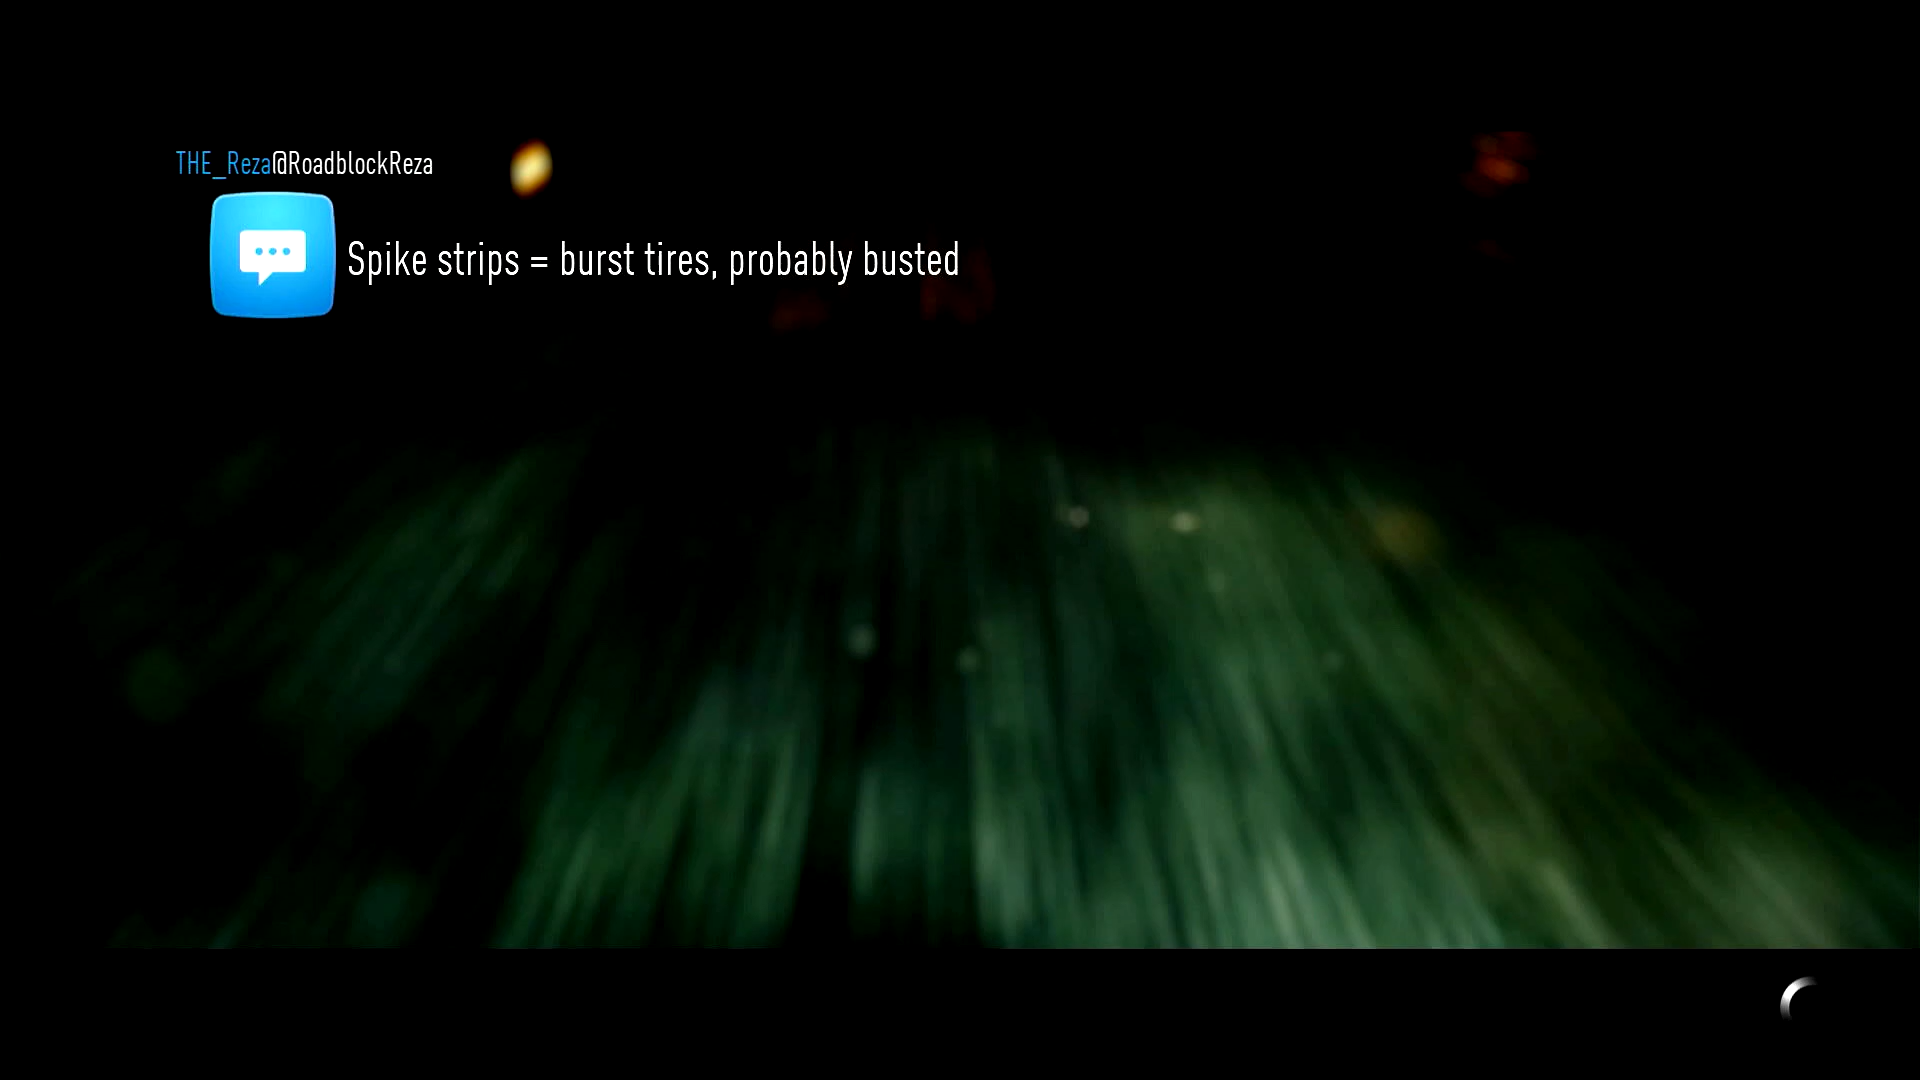 THE_Reza@RoadblockReza
Spike strips = burst tires, probably busted